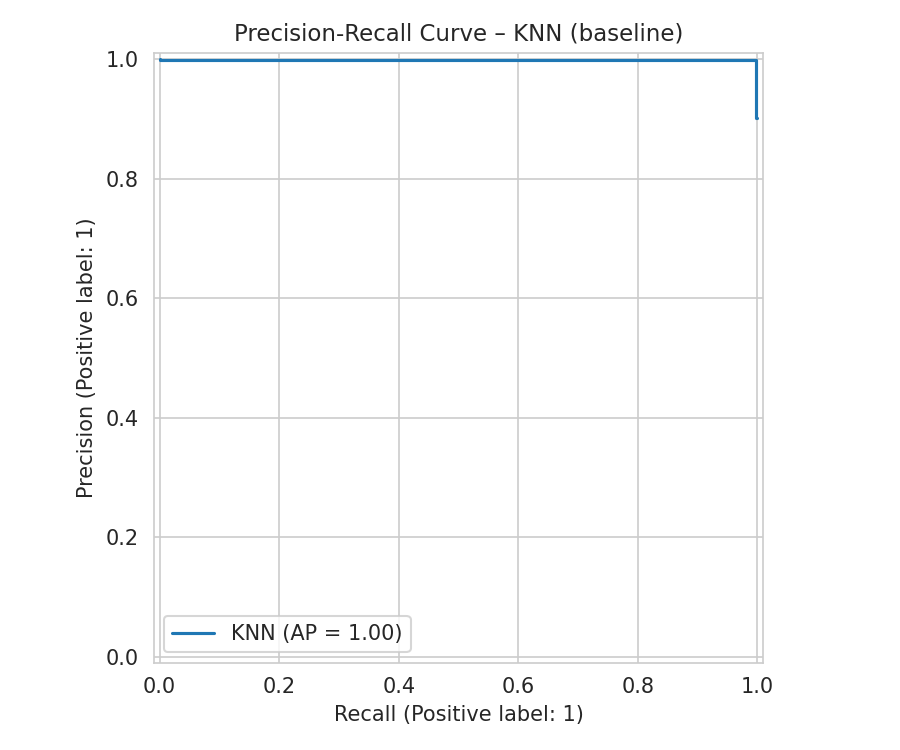 Precision-Recall Curve – KNN (baseline)
1.0
0.8
0.6
0.4
0.2
0.0
Precision (Positive label: 1)
KNN (AP = 1.00)
0.0 0.2 0.4 0.6 0.8 1.0
Recall (Positive label: 1)